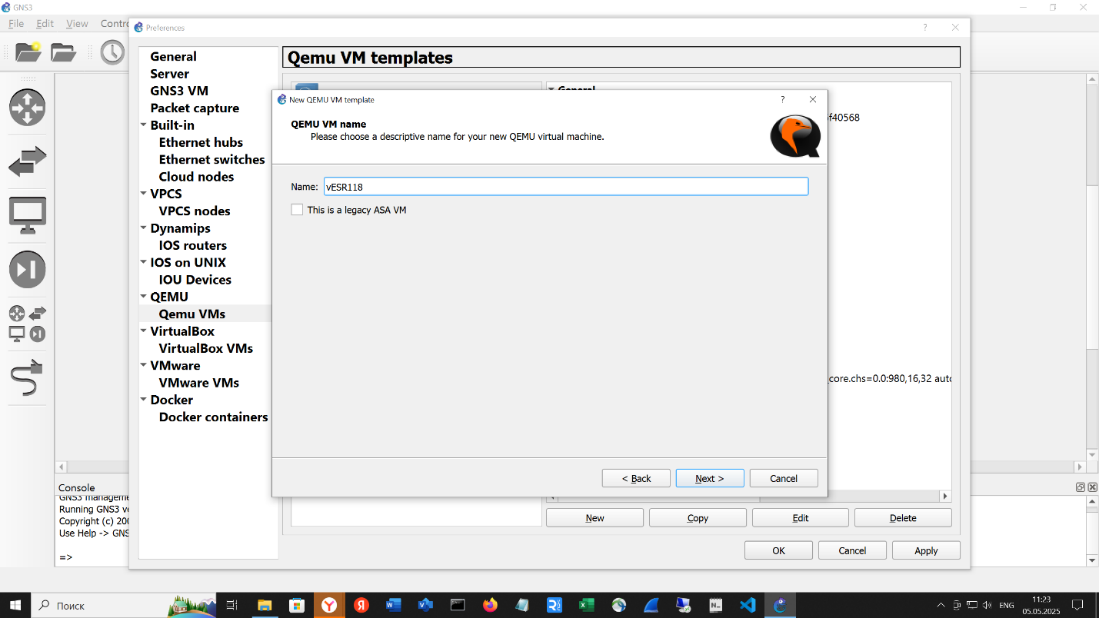 GNS3
File Edit View Contr
Preferences
General
Server
GNS3 VM
Packet capture
Built-in
Ethernet hubs
Ethernet switches
Cloud nodes
VPCS
VPCS nodes
Dynamips
IOS routers
IOS on UNIX
IOU Devices
QEMU
Qemu VMs
VirtualBox
VirtualBox VMs
VMware
VMware VMs
Docker
Docker containers
Qemu VM templates
General
f40568
_core.chs=0.0:980,16,32 auto
New QEMU VM template
QEMU VM name
Please choose a descriptive name for your new QEMU virtual machine.
Name: vESR118
This is a legacy ASA VM
< Back Next > Cancel
New Copy Edit Delete
OK Cancel Apply
Console
GNS3 manageme
Running GNS3 v
Copyright (c) 200
Use Help -> GNS
=>
Поиск
ENG
11:23
05.05.2025